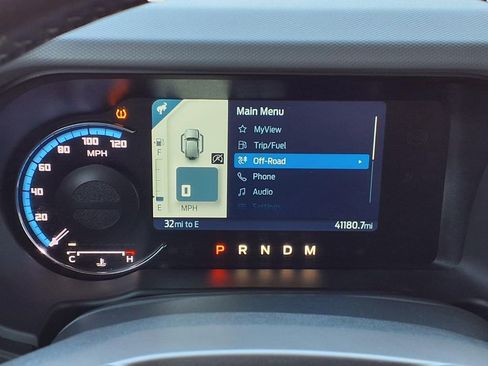 20
40
60
80
100
120
MPH
C
H
F
E
0
MPH
32mi to E
Main Menu
MyView
Trip/Fuel
Off-Road
Phone
Audio
41180.7mi
P R N D M